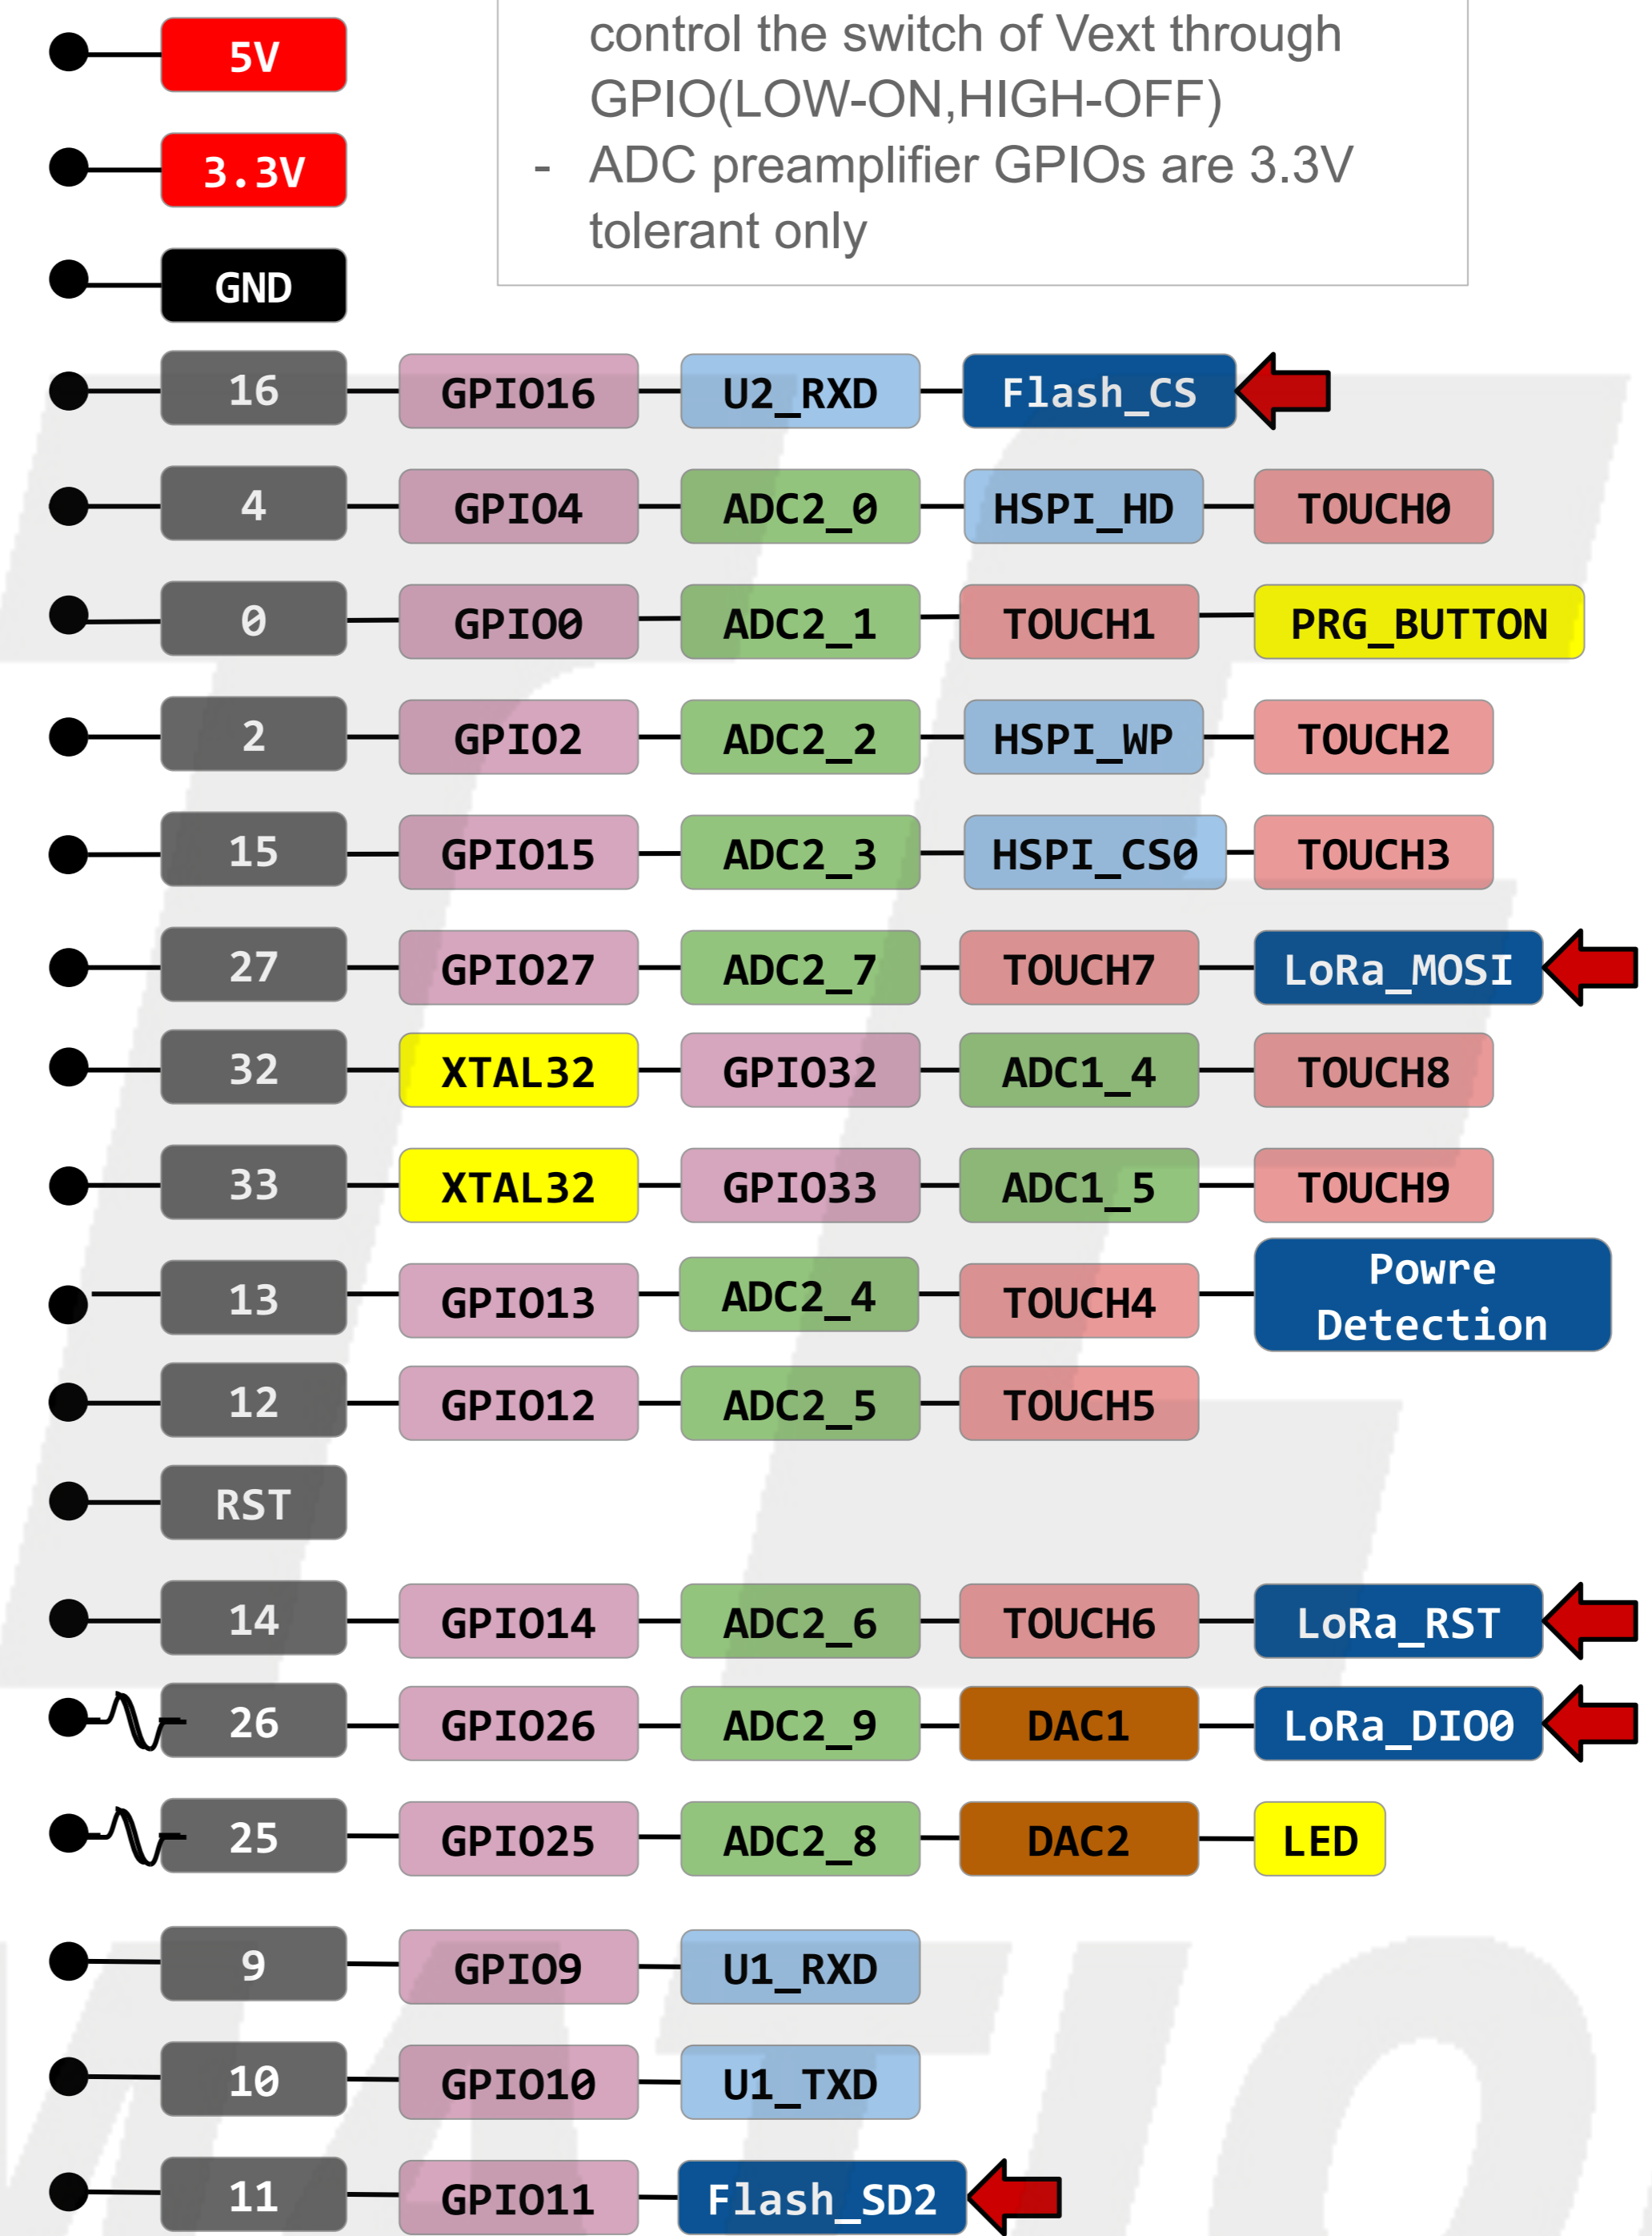 control the switch of Vext through
GPIO(LOW-ON,HIGH-OFF)
- ADC preamplifier GPIOs are 3.3V
tolerant only
5V
3.3V
GND
16 GPIO16 U2_RXD Flash_CS
4 GPIO4 ADC2_0 HSPI_HD TOUCH0
0 GPIO0 ADC2_1 TOUCH1 PRG_BUTTON
2 GPIO2 ADC2_2 HSPI_WP TOUCH2
15 GPIO15 ADC2_3 HSPI_CS0 TOUCH3
27 GPIO27 ADC2_7 TOUCH7 LoRa_MOSI
32 XTAL32 GPIO32 ADC1_4 TOUCH8
33 XTAL32 GPIO33 ADC1_5 TOUCH9
13 GPIO13 ADC2_4 TOUCH4 Powre
Detection
12 GPIO12 ADC2_5 TOUCH5
RST
14 GPIO14 ADC2_6 TOUCH6 LoRa_RST
26 GPIO26 ADC2_9 DAC1 LoRa_DIO0
25 GPIO25 ADC2_8 DAC2 LED
9 GPIO9 U1_RXD
10 GPIO10 U1_TXD
11 GPIO11 Flash_SD2